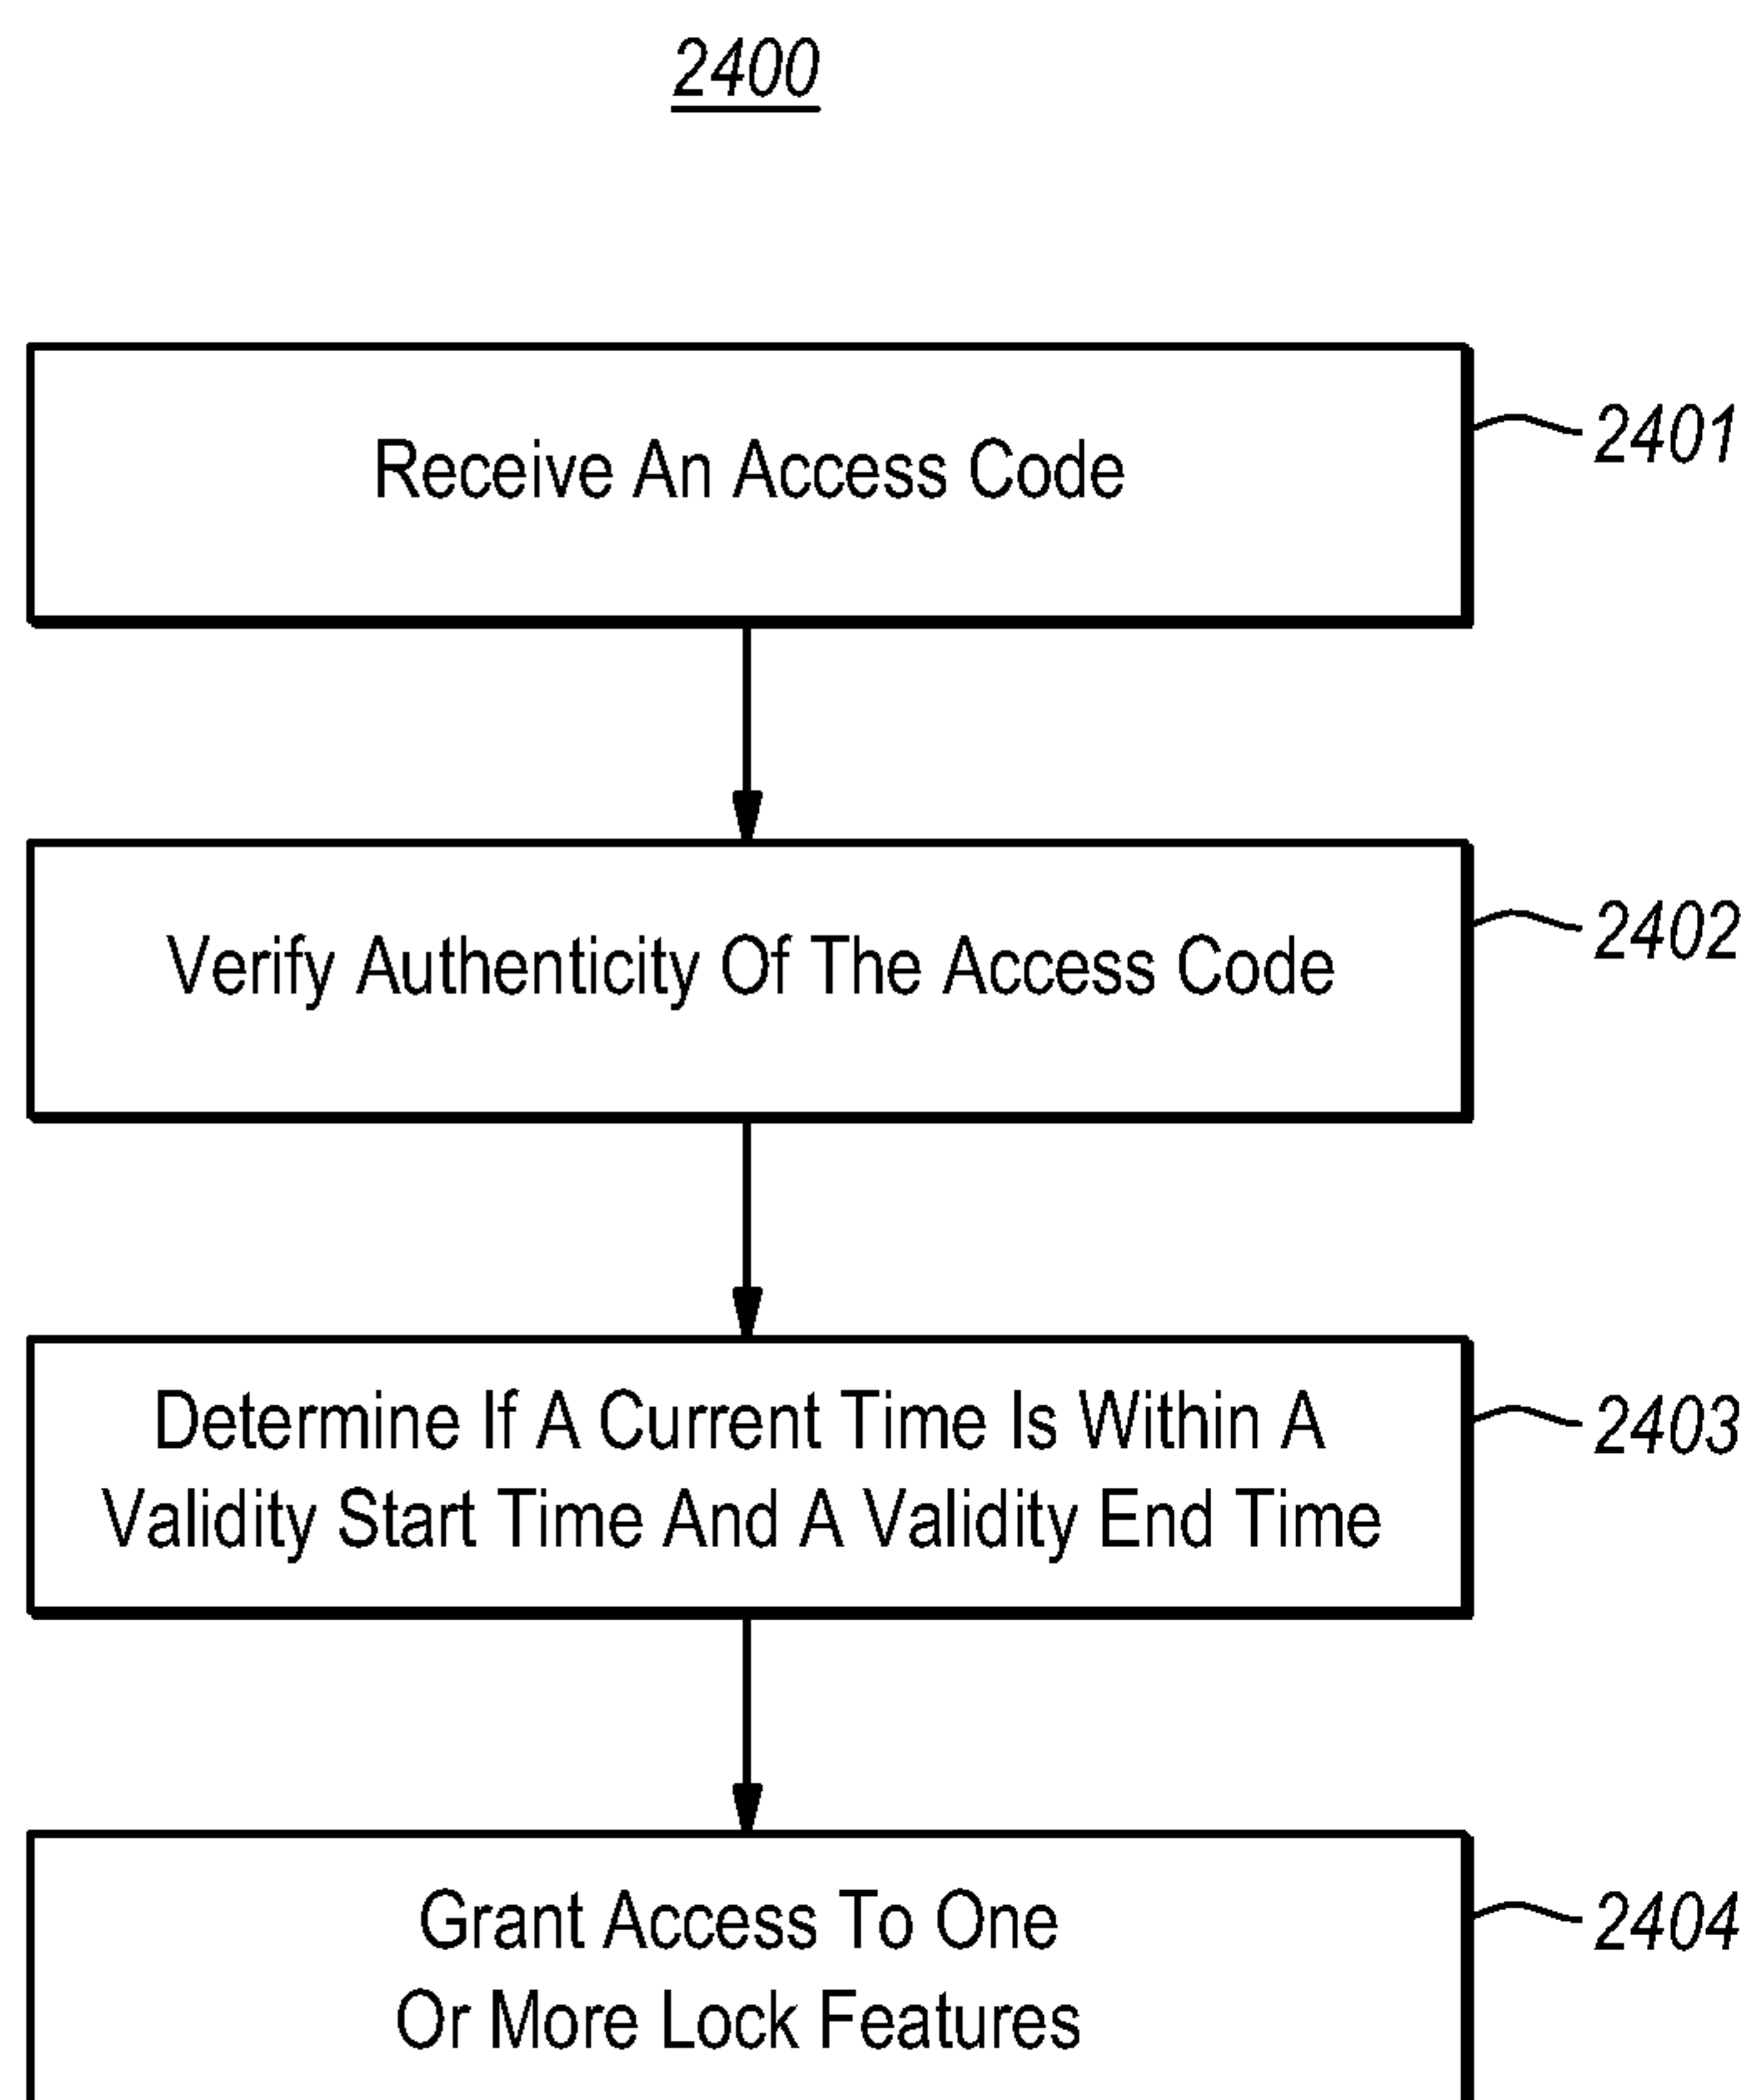 2400
Receive An Access Code
2401
Verify Authenticity Of The Access Code
2402
Determine If A Current Time Is Within A
Validity Start Time And A Validity End Time
2403
Grant Access To One
Or More Lock Features
2404